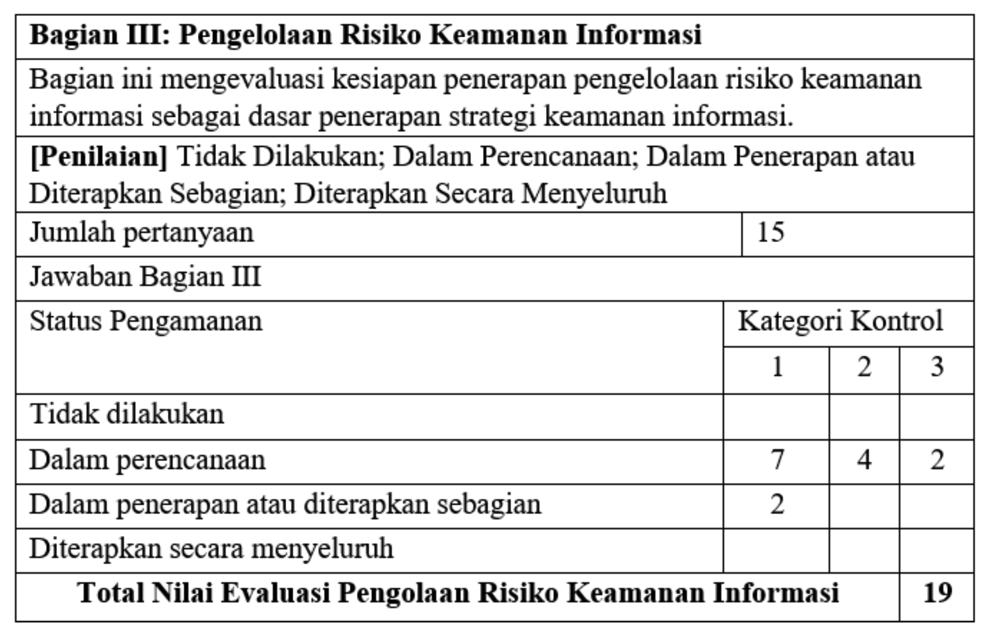 Bagian III: Pengelolaan Risiko Keamanan Informasi
Bagian ini mengevaluasi kesiapan penerapan pengelolaan risiko keamanan
informasi sebagai dasar penerapan strategi keamanan informasi.
[Penilaian] Tidak Dilakukan; Dalam Perencanaan; Dalam Penerapan atau
Diterapkan Sebagian; Diterapkan Secara Menyeluruh
Jumlah pertanyaan 15
Jawaban Bagian III
Status Pengamanan Kategori Kontrol
1 2 3
Tidak dilakukan
Dalam perencanaan 7 4 2
Dalam penerapan atau diterapkan sebagian 2
Diterapkan secara menyeluruh
Total Nilai Evaluasi Pengolaan Risiko Keamanan Informasi 19